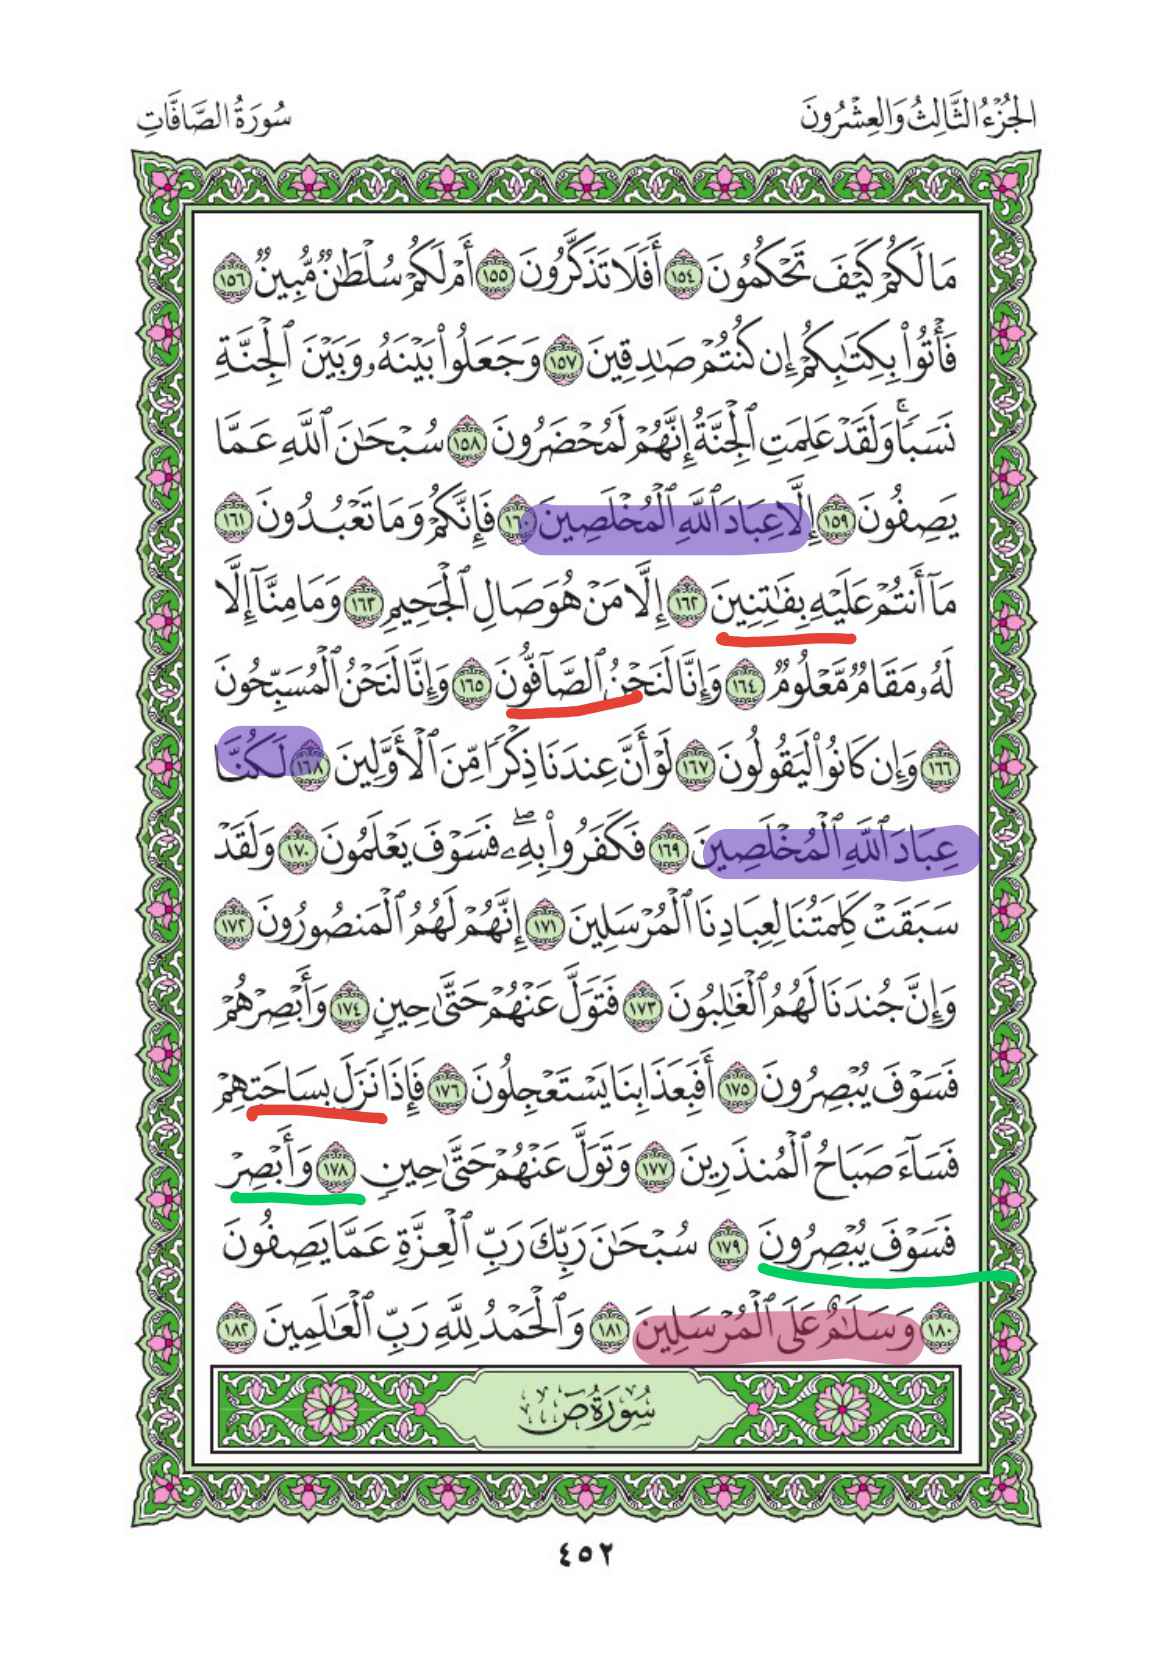 الجُزْءُ الثَّالِثُ وَالعِشْرُونَ
سُورَةُ الصَّافَّاتِ
مَا لَكُمْ كَيْفَ تَحْكُمُونَ ١٥٤ أَفَلَا تَذَكَّرُونَ ١٥٥ أَمْ لَكُمْ سُلْطَٰنٌ مُّبِينٌ ١٥٦
فَأْتُوا۟ بِكِتَٰبِكُمْ إِن كُنتُمْ صَٰدِقِينَ ١٥٧ وَجَعَلُوا۟ بَيْنَهُۥ وَبَيْنَ ٱلْجِنَّةِ
نَسَبًا ۚ وَلَقَدْ عَلِمَتِ ٱلْجِنَّةُ إِنَّهُمْ لَمُحْضَرُونَ ١٥٨ سُبْحَٰنَ ٱللَّهِ عَمَّا
يَصِفُونَ ١٥٩ إِلَّا عِبَادَ ٱللَّهِ ٱلْمُخْلَصِينَ ١٦٠ فَإِنَّكُمْ وَمَا تَعْبُدُونَ ١٦١
مَآ أَنتُمْ عَلَيْهِ بِفَٰتِنِينَ ١٦٢ إِلَّا مَنْ هُوَ صَالِ ٱلْجَحِيمِ ١٦٣ وَمَا مِنَّآ إِلَّا
لَهُۥ مَقَامٌ مَّعْلُومٌ ١٦٤ وَإِنَّا لَنَحْنُ ٱلصَّآفُّونَ ١٦٥ وَإِنَّا لَنَحْنُ ٱلْمُسَبِّحُونَ
١٦٦ وَإِن كَانُوا۟ لَيَقُولُونَ ١٦٧ لَوْ أَنَّ عِندَنَا ذِكْرًا مِّنَ ٱلْأَوَّلِينَ ١٦٨ لَكُنَّا
عِبَادَ ٱللَّهِ ٱلْمُخْلَصِينَ ١٦٩ فَكَفَرُوا۟ بِهِۦ ۖ فَسَوْفَ يَعْلَمُونَ ١٧٠ وَلَقَدْ
سَبَقَتْ كَلِمَتُنَا لِعِبَادِنَا ٱلْمُرْسَلِينَ ١٧١ إِنَّهُمْ لَهُمُ ٱلْمَنصُورُونَ ١٧٢
وَإِنَّ جُندَنَا لَهُمُ ٱلْغَٰلِبُونَ ١٧٣ فَتَوَلَّ عَنْهُمْ حَتَّىٰ حِينٍ ١٧٤ وَأَبْصِرْهُمْ
فَسَوْفَ يُبْصِرُونَ ١٧٥ أَفَبِعَذَابِنَا يَسْتَعْجِلُونَ ١٧٦ فَإِذَا نَزَلَ بِسَاحَتِهِمْ
فَسَآءَ صَبَاحُ ٱلْمُنذَرِينَ ١٧٧ وَتَوَلَّ عَنْهُمْ حَتَّىٰ حِينٍ ١٧٨ وَأَبْصِرْ
فَسَوْفَ يُبْصِرُونَ ١٧٩ سُبْحَٰنَ رَبِّكَ رَبِّ ٱلْعِزَّةِ عَمَّا يَصِفُونَ
١٨٠ وَسَلَٰمٌ عَلَى ٱلْمُرْسَلِينَ ١٨١ وَٱلْحَمْدُ لِلَّهِ رَبِّ ٱلْعَٰلَمِينَ ١٨٢
سُورَةُ صٓ
٤٥٢